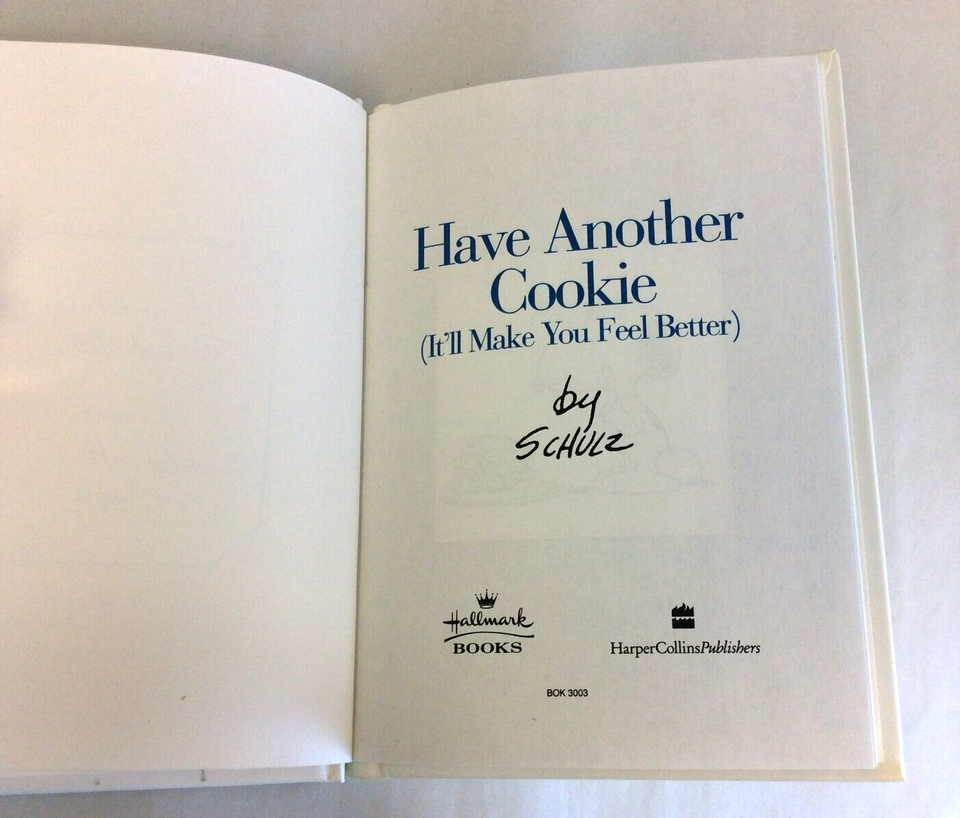 Have Another
Cookie
(It'll Make You Feel Better)
by
SCHULZ
Hallmark
BOOKS
HarperCollinsPublishers
BOK 3003